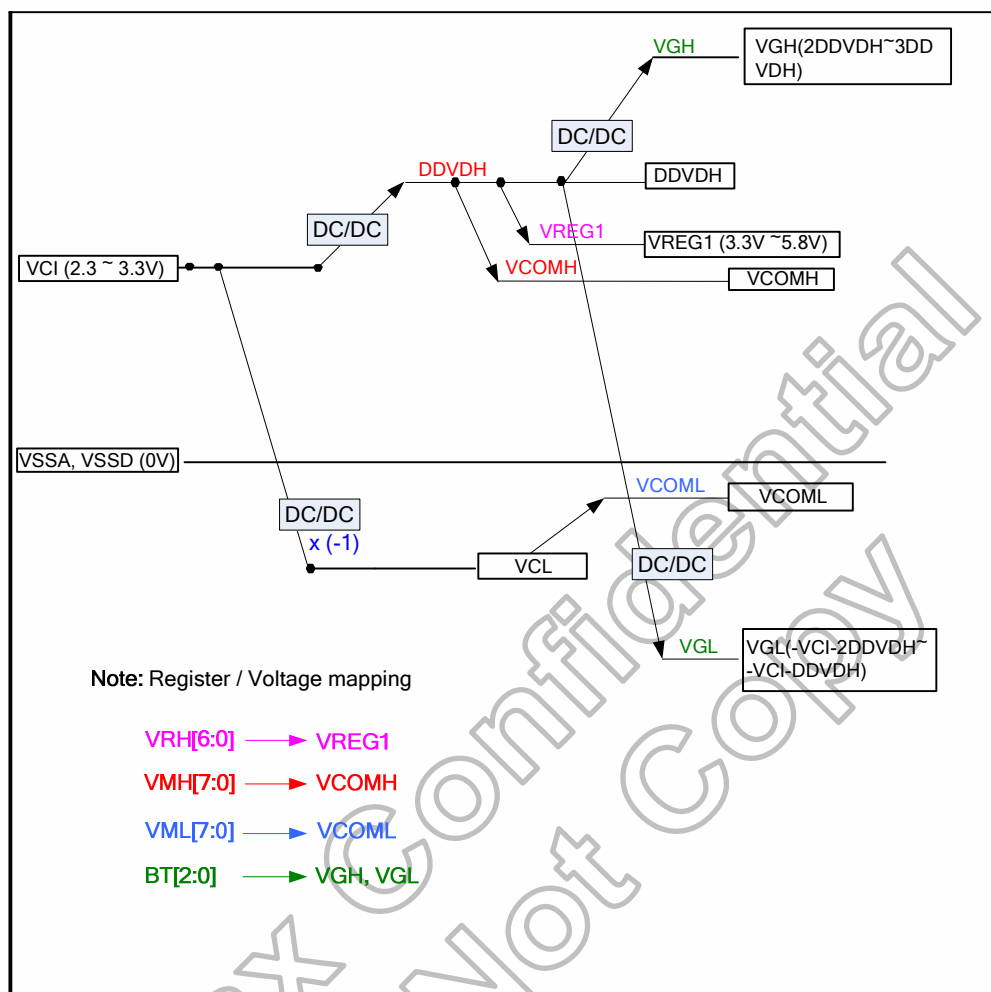 VGH
VGH(2DDVDH~3DD
VDH)
DC/DC
DDVDH
DDVDH
DC/DC
VREG1
VREG1 (3.3V ~5.8V)
VCI (2.3 ~ 3.3V)
VCOMH
VCOMH
VSSA, VSSD (0V)
VCOML
VCOML
DC/DC
x (-1)
VCL
DC/DC
VGL
VGL(-VCI-2DDVDH~
-VCI-DDVDH)
Note: Register / Voltage mapping
VRH[6:0] VREG1
VMH[7:0] VCOMH
VML[7:0] VCOML
BT[2:0] VGH, VGL
Confidential
Not Copy